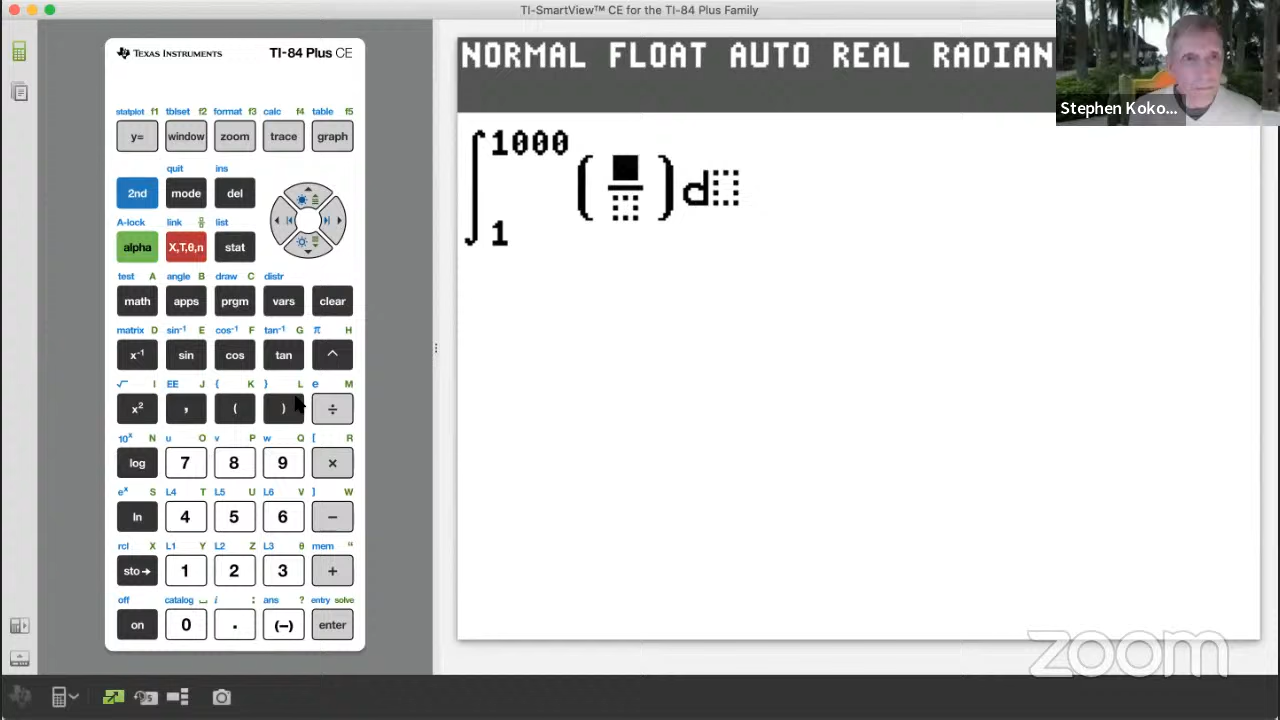 TI-SmartView™ CE for the TI-84 Plus Family
TEXAS INSTRUMENTS TI-84 Plus CE
statplot f1 tblset f2 format f3 calc f4 table f5
y= window zoom trace graph
quit ins
2nd mode del
A-lock link list
alpha X,T,θ,n stat
test A angle B draw C distr
math apps prgm vars clear
matrix D sin-1 E cos-1 F tan-1 G π H
x-1 sin cos tan ^
√ I EE J { K } L e M
x² , ( ) ÷
10x N u O v P w Q [ R
log 7 8 9 ×
ex S L4 T L5 U L6 V ] W
ln 4 5 6 −
rcl X L1 Y L2 Z L3 θ mem "
sto→ 1 2 3 +
off catalog ⎵ i : ans ? entry solve
on 0 . (−) enter
NORMAL FLOAT AUTO REAL RADIAN
∫ 1000
( ) d
1
Stephen Koko...
zoom